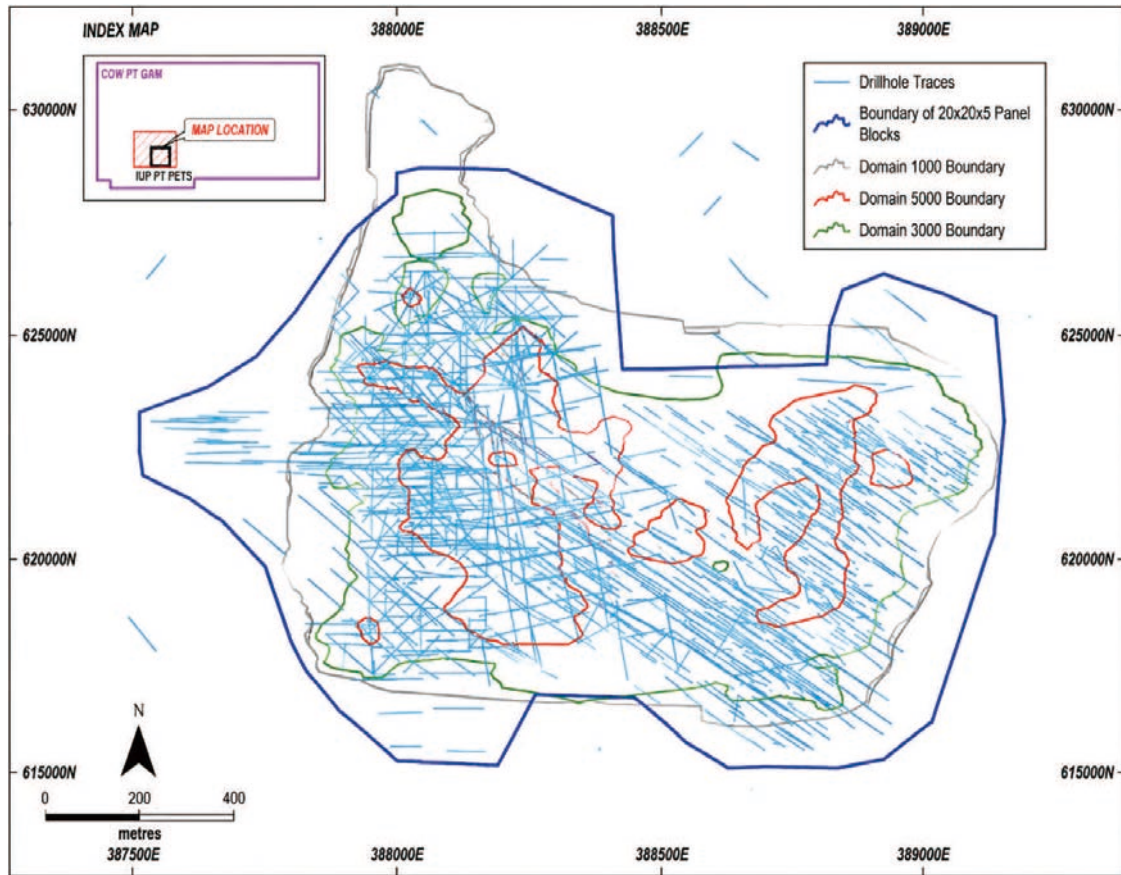 INDEX MAP
388000E
388500E
389000E
COW PT GAM
MAP LOCATION
IUP PT PETS
Drillhole Traces
Boundary of 20x20x5 Panel
Blocks
Domain 1000 Boundary
Domain 5000 Boundary
Domain 3000 Boundary
630000N
630000N
625000N
625000N
620000N
620000N
615000N
615000N
N
0
200
400
metres
387500E
388000E
388500E
389000E